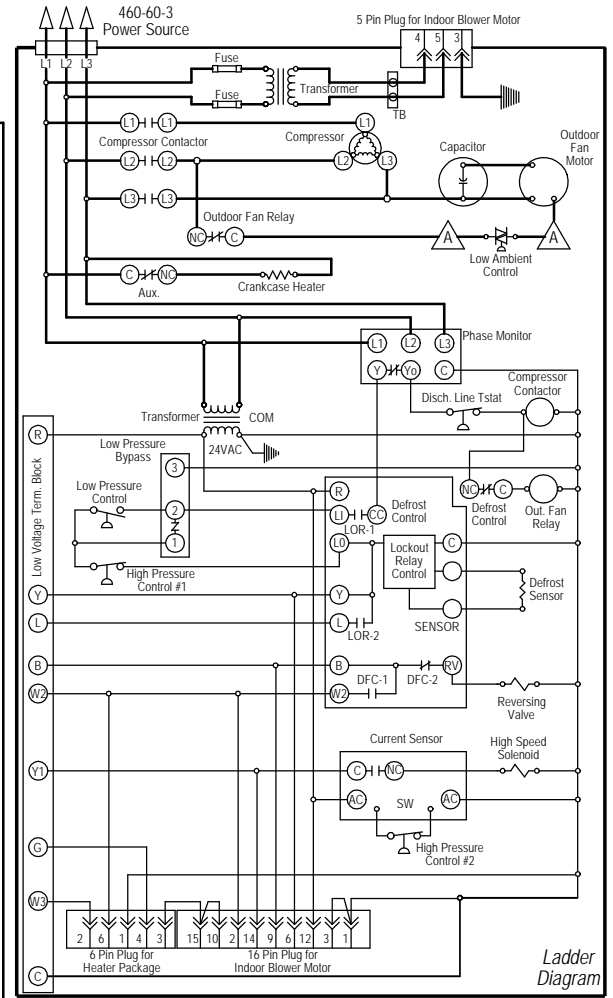 460-60-3
Power Source
5 Pin Plug for Indoor Blower Motor
4 5 3
L1 L2 L3
Fuse
Transformer
Fuse
TB
L1 L1
L1
Compressor Contactor
Compressor
Capacitor
Outdoor
Fan
Motor
L2 L2
L2 L3
L3 L3
Outdoor Fan Relay
NC C
A A
Low Ambient
Control
C NC
Aux.
Crankcase Heater
L1 L2 L3
Phase Monitor
Y Yo C
Compressor
Contactor
Disch. Line Tstat
Transformer
COM
24VAC
R
Low Pressure
Bypass
3
Low Pressure
Control
2
1
High Pressure
Control #1
Low Voltage Term. Block
R
LI CC
LOR-1
Defrost
Control
NC C
Defrost
Control
Out. Fan
Relay
LO
Lockout
Relay
Control
C
Defrost
Sensor
SENSOR
Y
Y
L
L
LOR-2
B
B
DFC-1
DFC-2
RV
W2
W2
Reversing
Valve
Current Sensor
High Speed
Solenoid
Y1
C NC
AC
SW
AC
High Pressure
Control #2
G
W3
2 6 1 4 3
15 10 2 14 9 6 12 3 1
6 Pin Plug for
Heater Package
16 Pin Plug for
Indoor Blower Motor
C
Ladder
Diagram